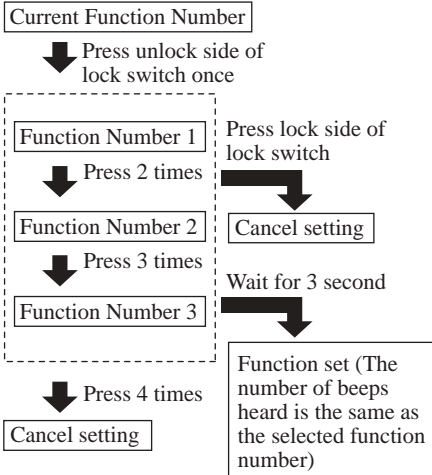 Current Function Number
Press unlock side of
lock switch once
Function Number 1
Press lock side of
lock switch
Press 2 times
Function Number 2
Cancel setting
Press 3 times
Function Number 3
Wait for 3 second
Function set (The
number of beeps
heard is the same as
the selected function
number)
Press 4 times
Cancel setting